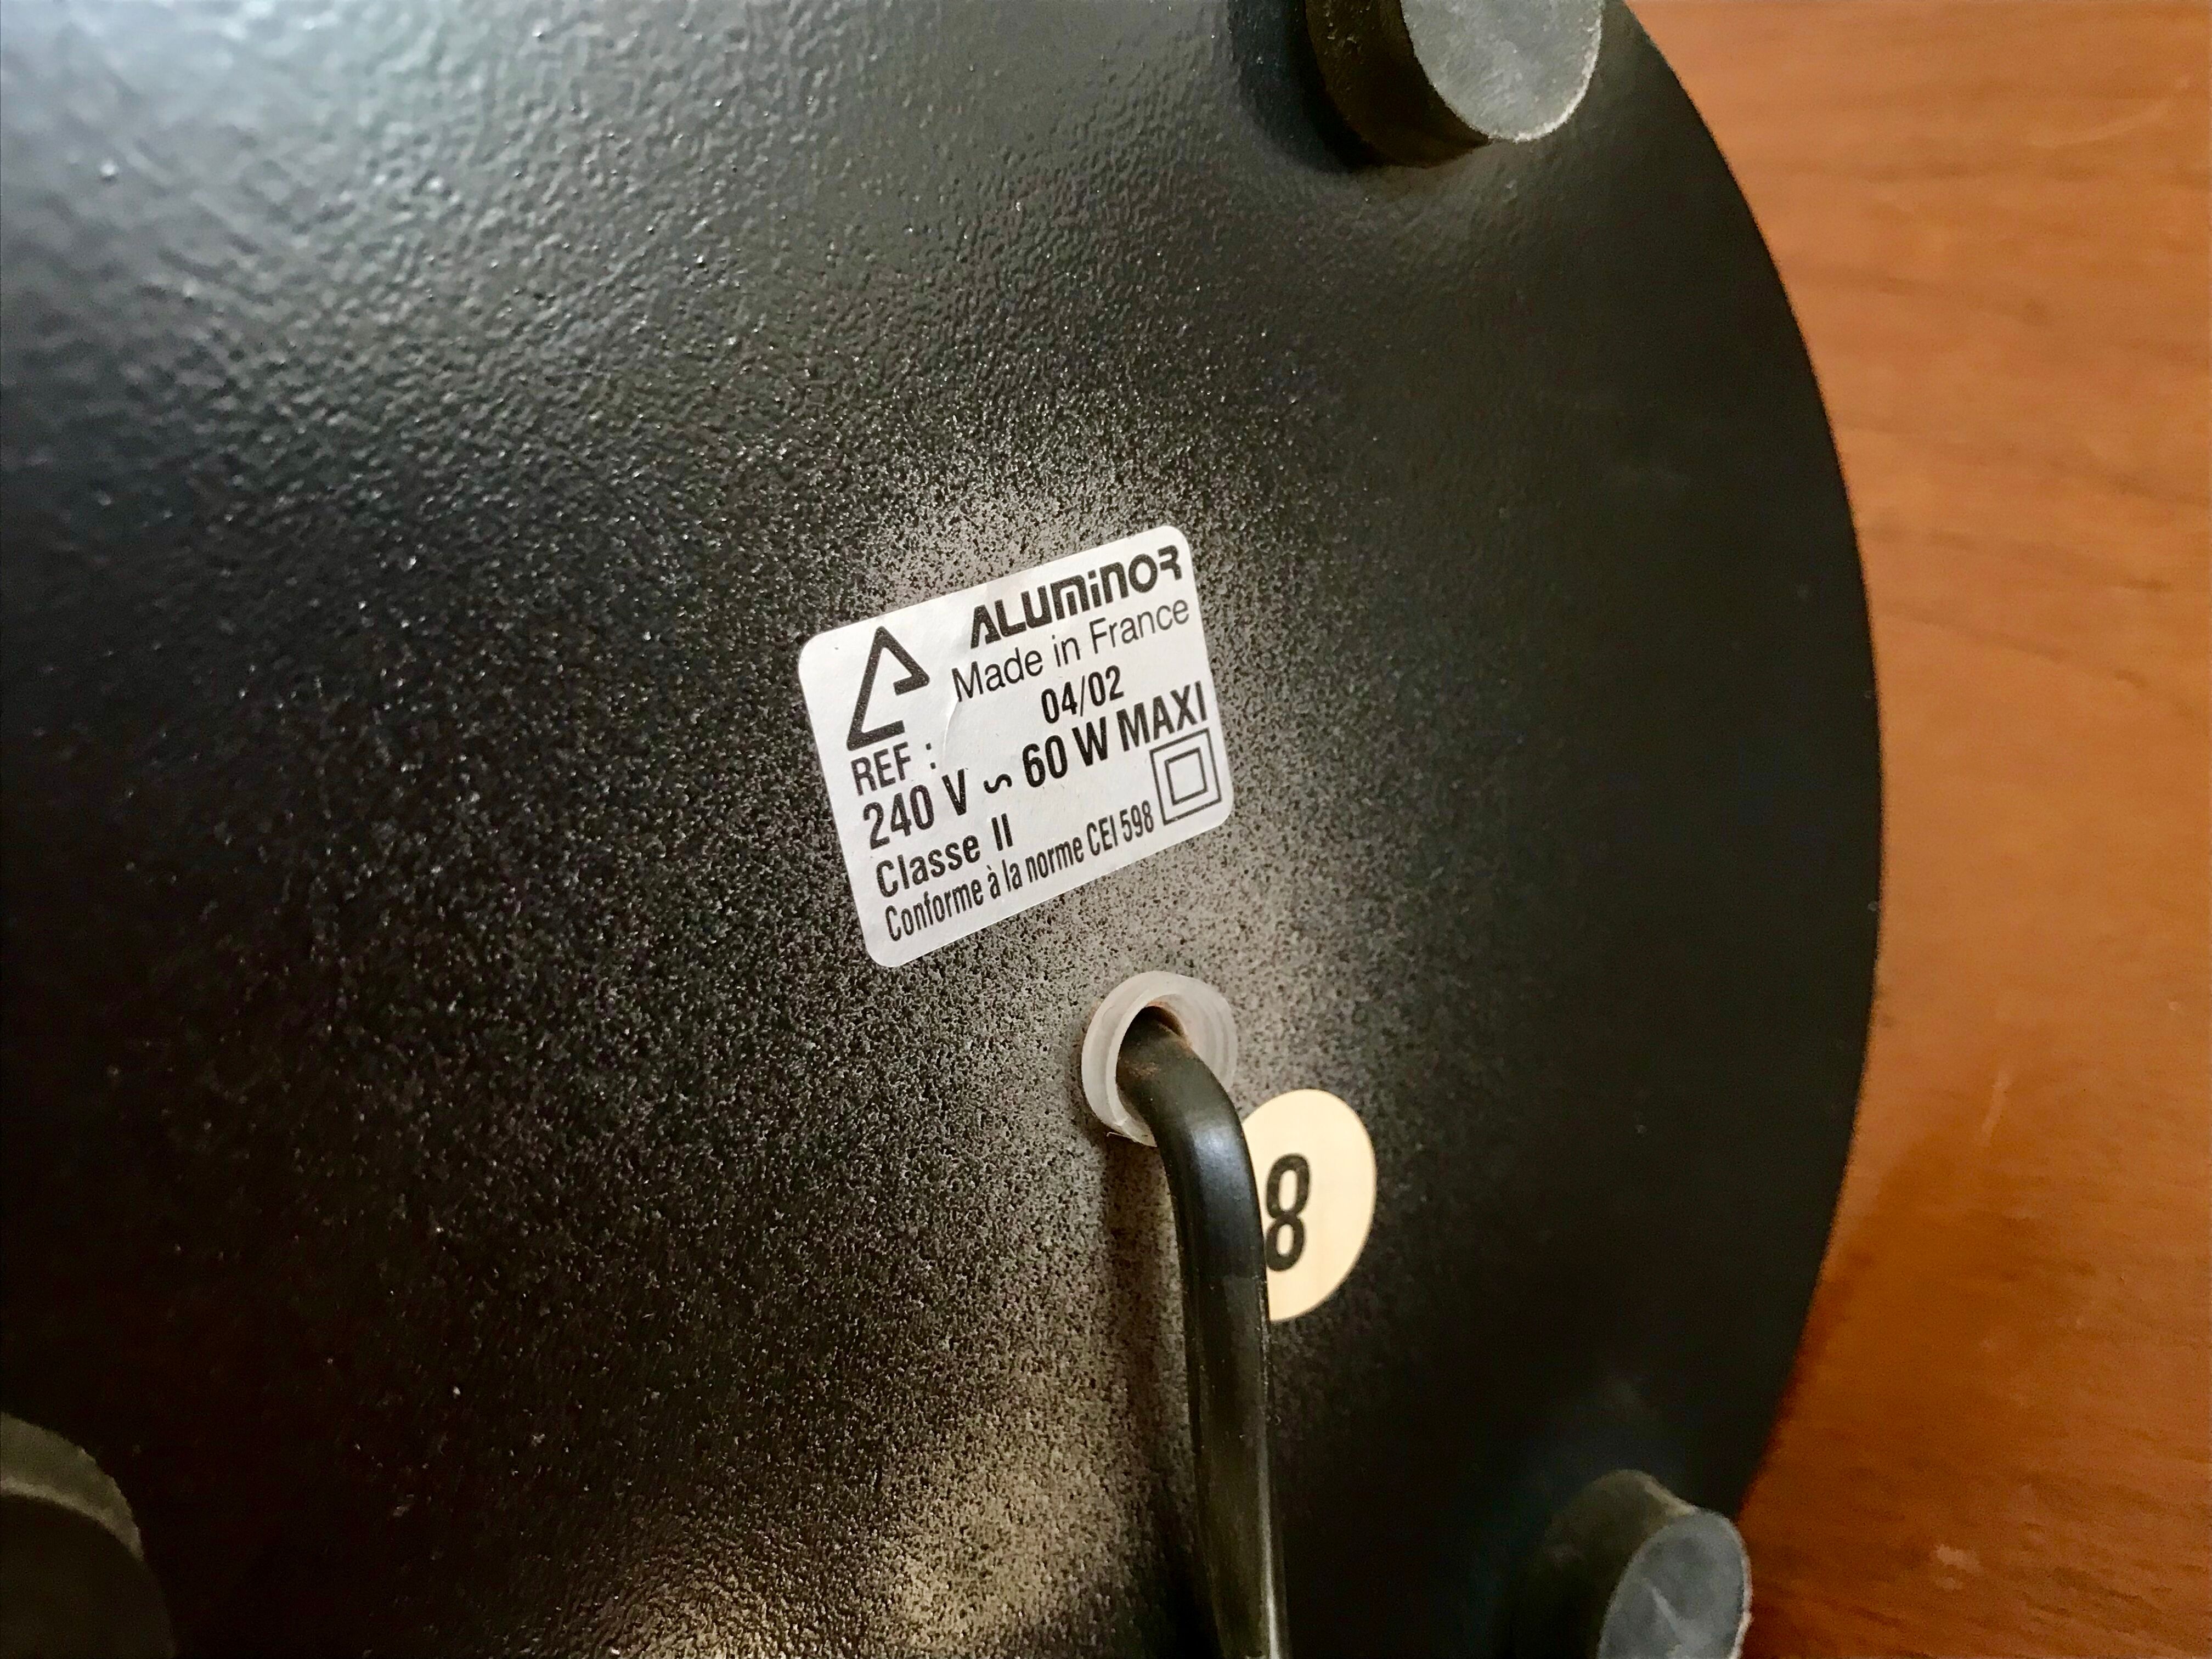 ALUMINOR
Made in France
04/02
REF :
240 V ~ 60 W MAXI
Classe II
Conforme à la norme CEI 598
8